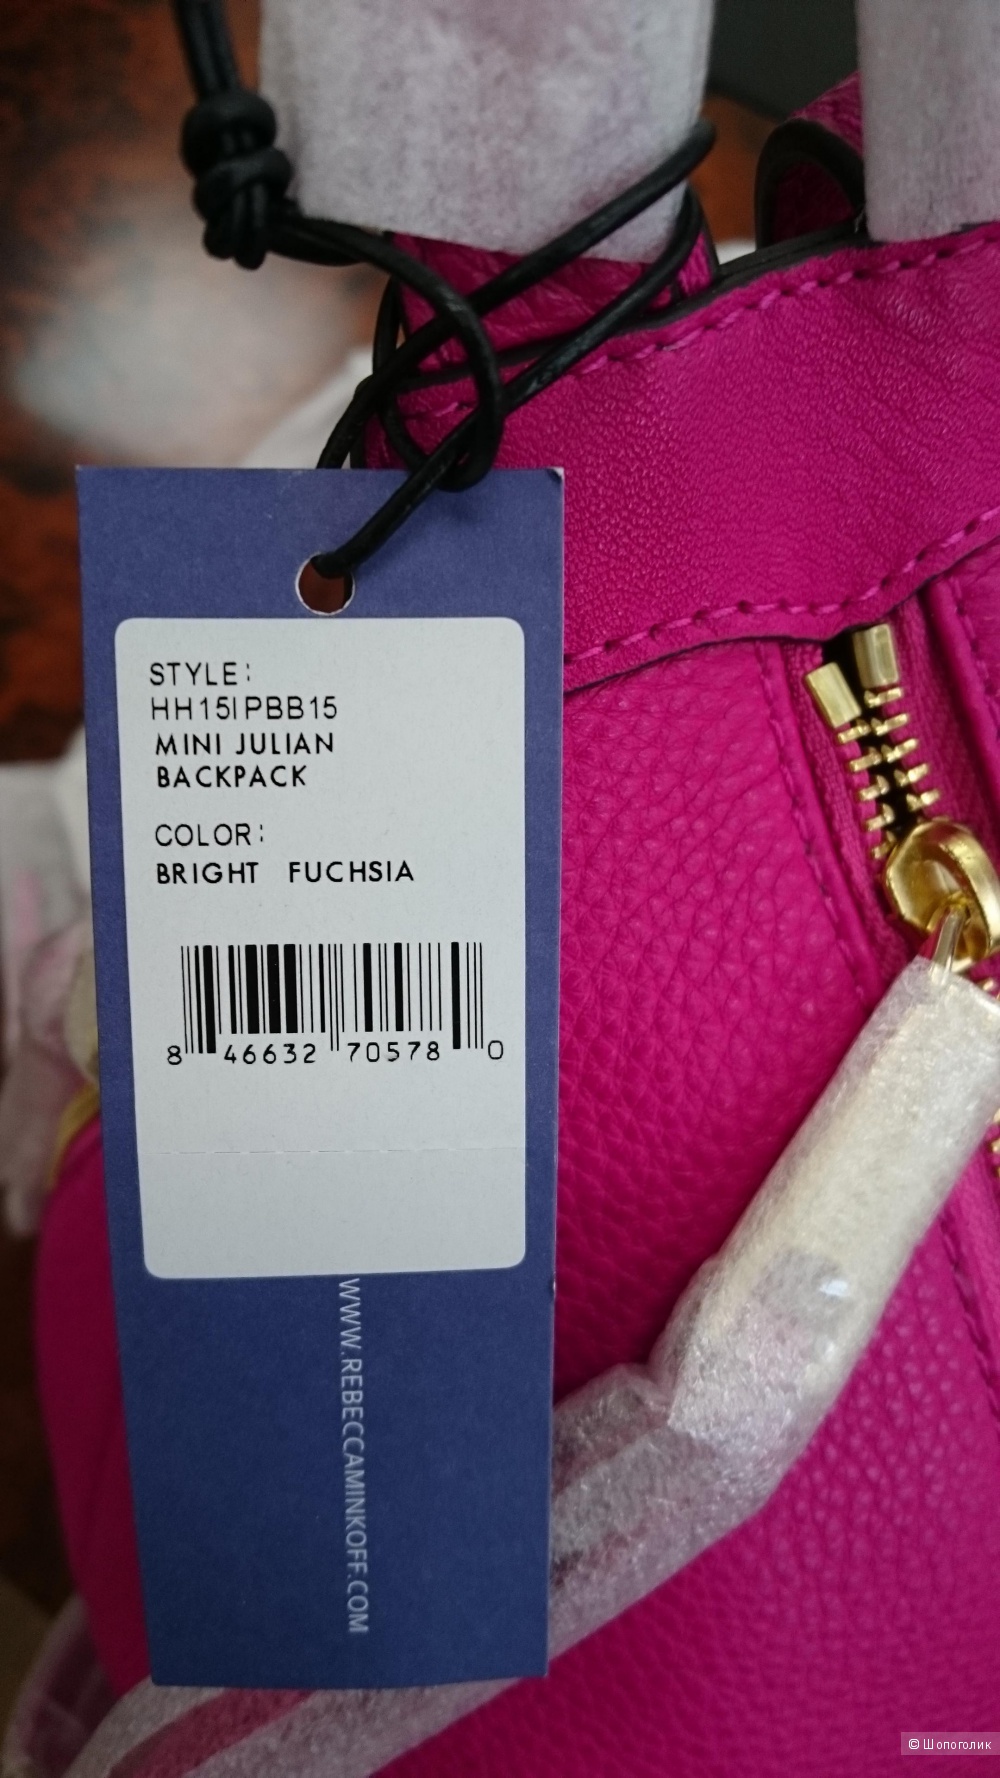 STYLE:
HH15IPBB15
MINI JULIAN
BACKPACK
COLOR:
BRIGHT FUCHSIA
8 46632 70578 0
WWW.REBECCAMINKOFF.COM
© Шопоголик